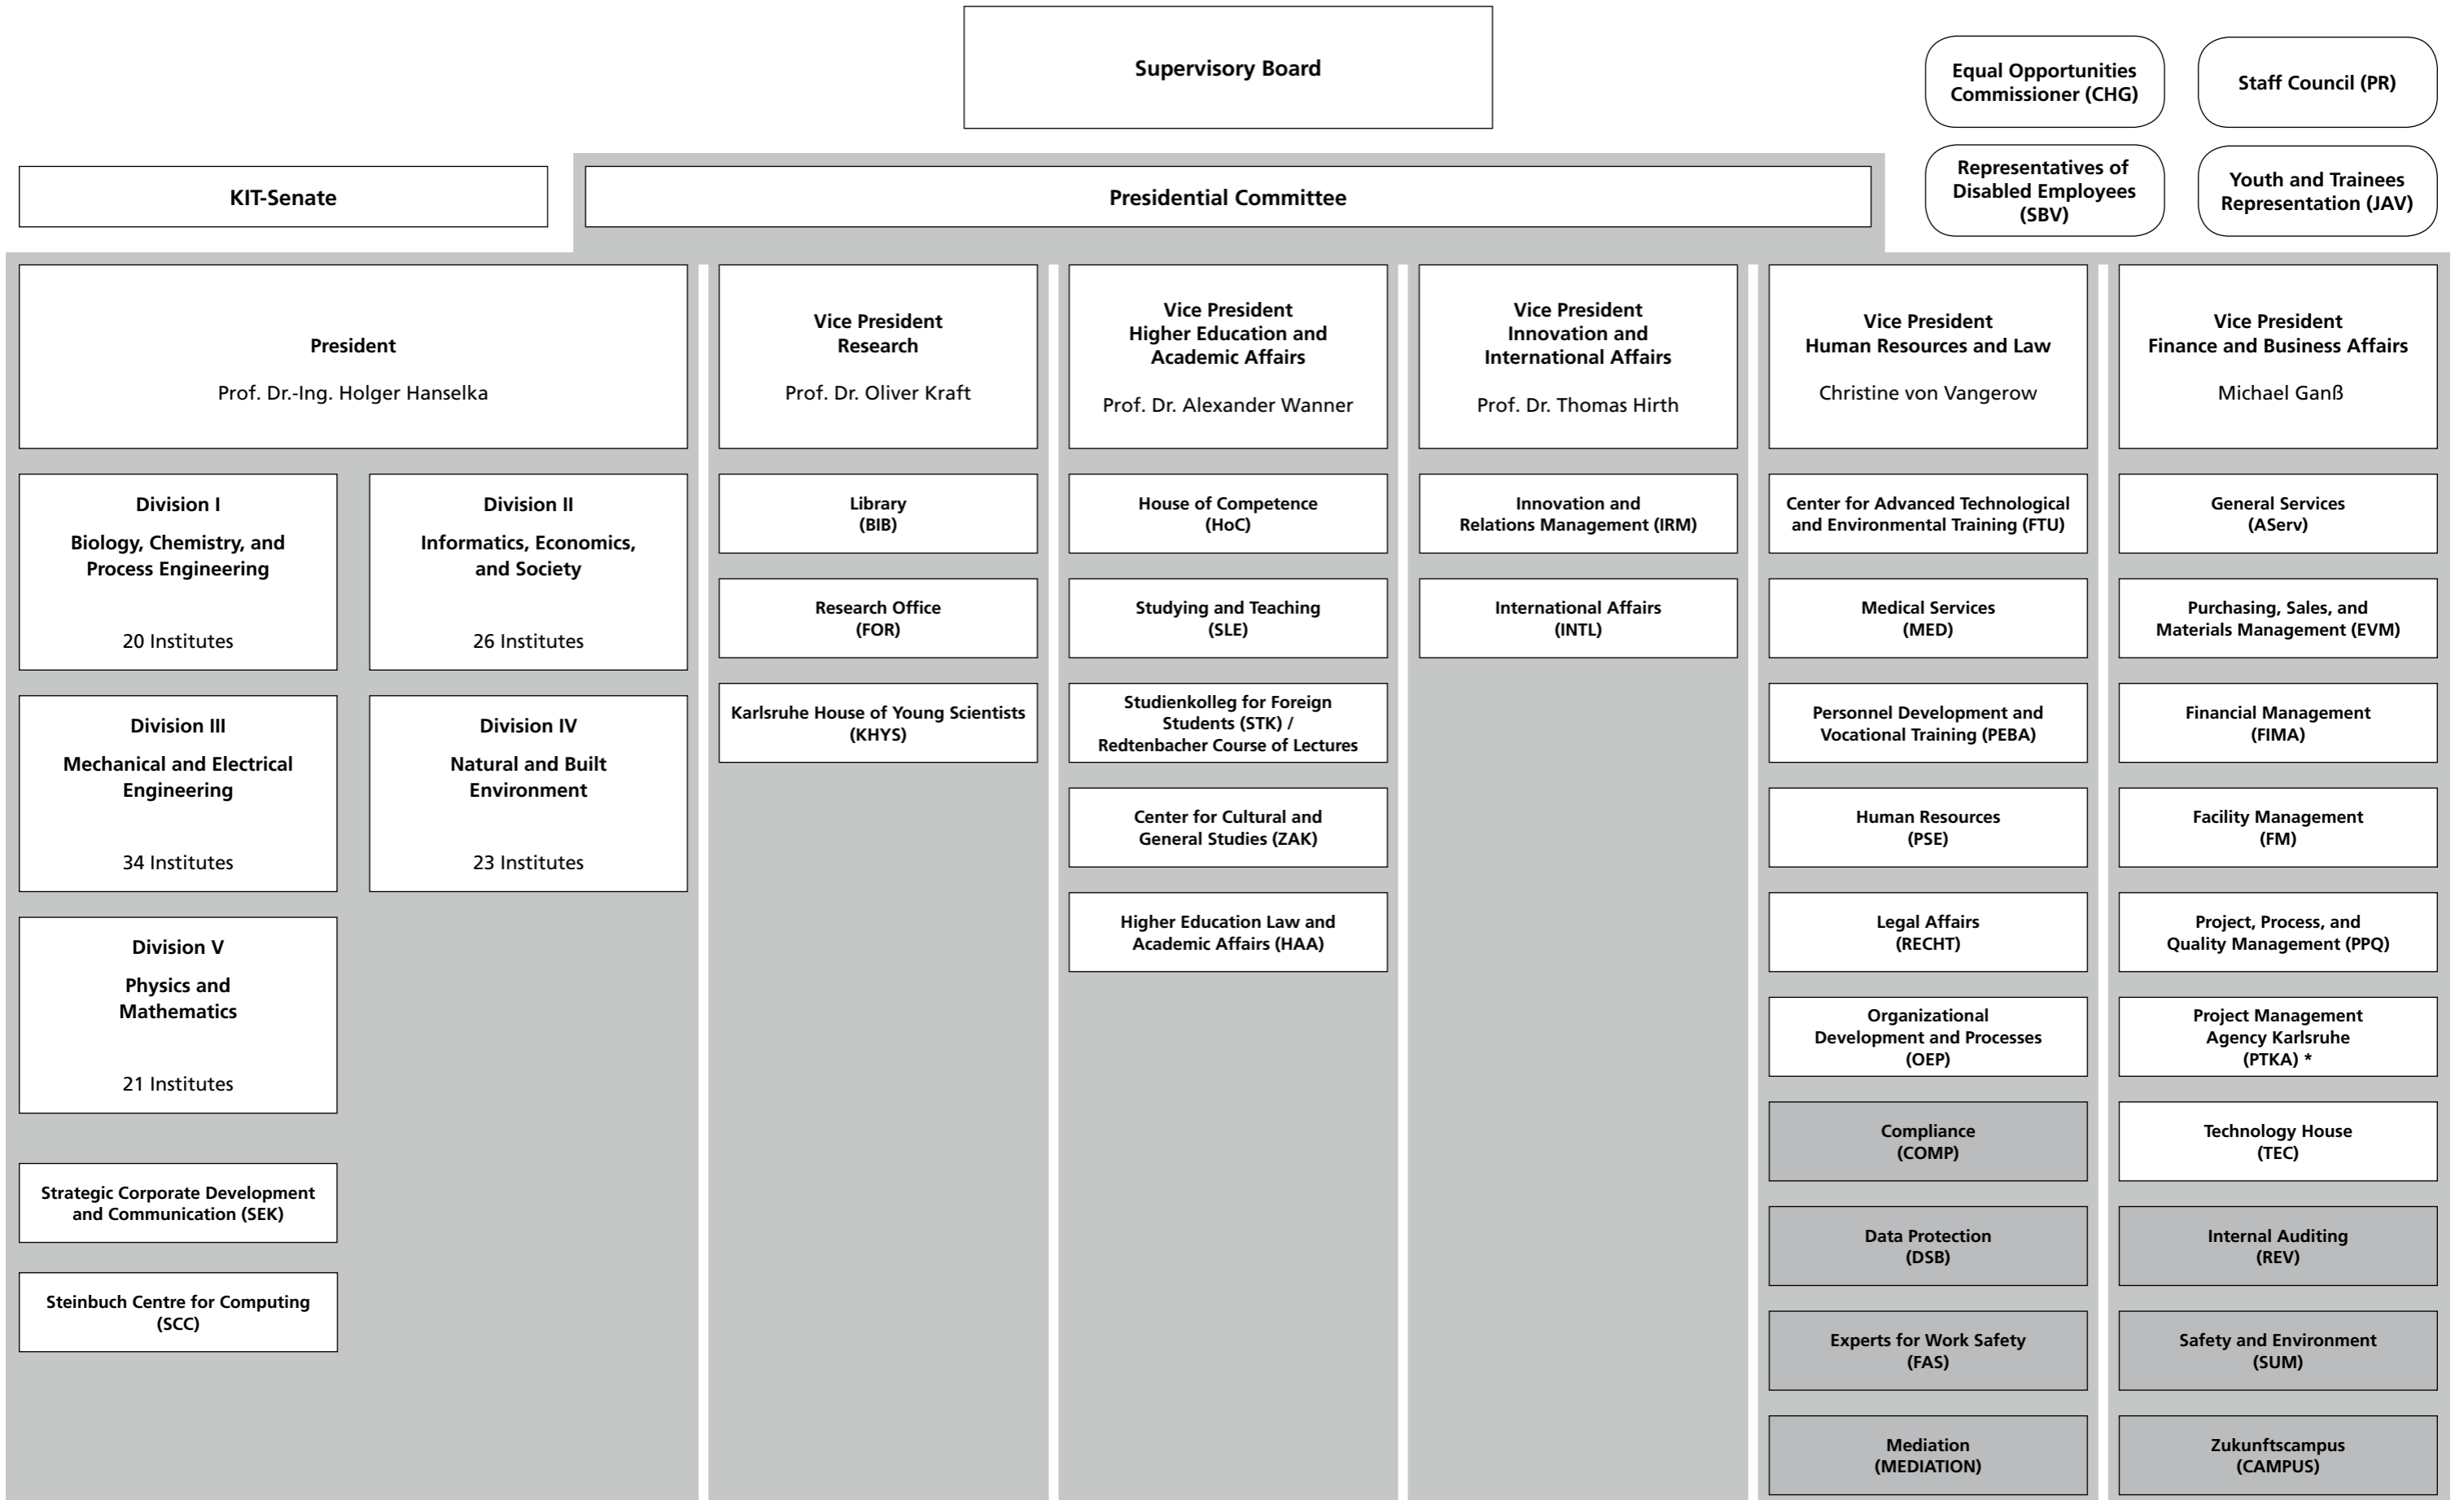 Supervisory Board
Equal Opportunities
Commissioner (CHG)
Staff Council (PR)
KIT-Senate
Presidential Committee
Representatives of
Disabled Employees
(SBV)
Youth and Trainees
Representation (JAV)
President
Prof. Dr.-Ing. Holger Hanselka
Division I
Biology, Chemistry, and
Process Engineering
20 Institutes
Division II
Informatics, Economics,
and Society
26 Institutes
Division III
Mechanical and Electrical
Engineering
34 Institutes
Division IV
Natural and Built
Environment
23 Institutes
Division V
Physics and
Mathematics
21 Institutes
Strategic Corporate Development
and Communication (SEK)
Steinbuch Centre for Computing
(SCC)
Vice President
Research
Prof. Dr. Oliver Kraft
Library
(BIB)
Research Office
(FOR)
Karlsruhe House of Young Scientists
(KHYS)
Vice President
Higher Education and
Academic Affairs
Prof. Dr. Alexander Wanner
House of Competence
(HoC)
Studying and Teaching
(SLE)
Studienkolleg for Foreign
Students (STK) /
Redtenbacher Course of Lectures
Center for Cultural and
General Studies (ZAK)
Higher Education Law and
Academic Affairs (HAA)
Vice President
Innovation and
International Affairs
Prof. Dr. Thomas Hirth
Innovation and
Relations Management (IRM)
International Affairs
(INTL)
Vice President
Human Resources and Law
Christine von Vangerow
Center for Advanced Technological
and Environmental Training (FTU)
Medical Services
(MED)
Personnel Development and
Vocational Training (PEBA)
Human Resources
(PSE)
Legal Affairs
(RECHT)
Organizational
Development and Processes
(OEP)
Compliance
(COMP)
Data Protection
(DSB)
Experts for Work Safety
(FAS)
Mediation
(MEDIATION)
Vice President
Finance and Business Affairs
Michael Ganß
General Services
(AServ)
Purchasing, Sales, and
Materials Management (EVM)
Financial Management
(FIMA)
Facility Management
(FM)
Project, Process, and
Quality Management (PPQ)
Project Management
Agency Karlsruhe
(PTKA) *
Technology House
(TEC)
Internal Auditing
(REV)
Safety and Environment
(SUM)
Zukunftscampus
(CAMPUS)